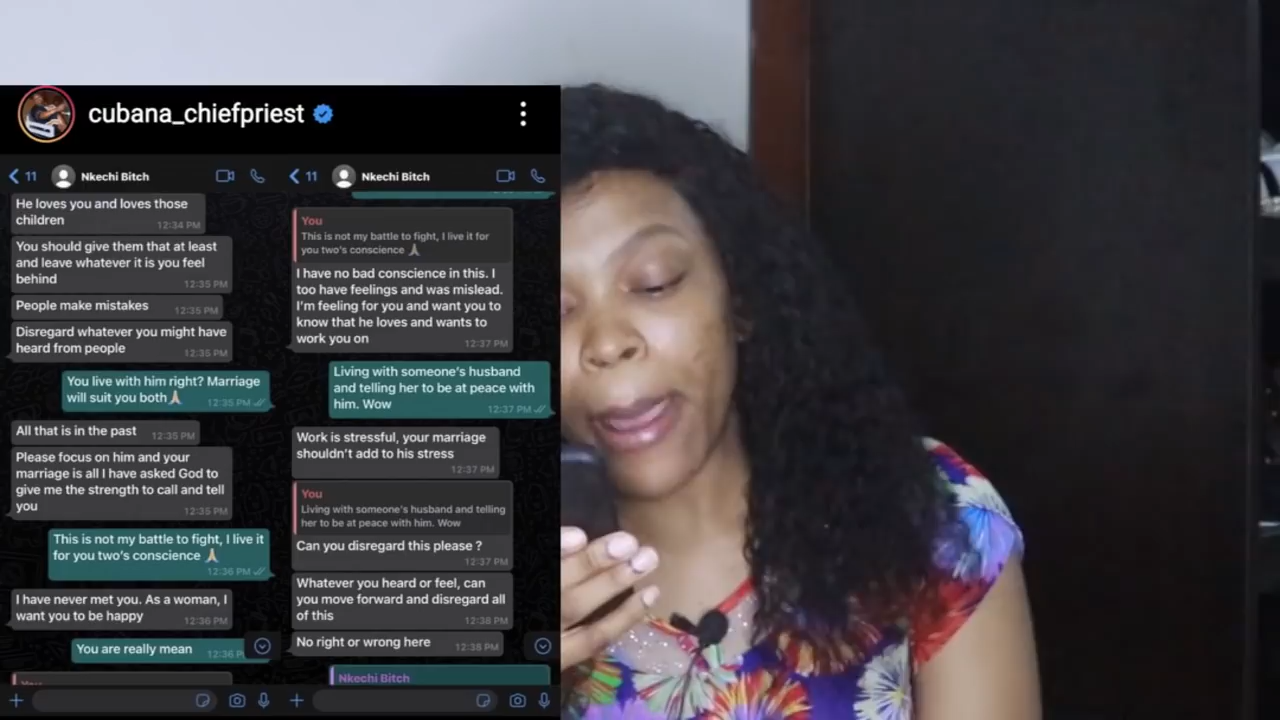 cubana_chiefpriest
11 Nkechi Bitch
He loves you and loves those
children
12:34 PM
You should give them that at least
and leave whatever it is you feel
behind
12:35 PM
People make mistakes
12:35 PM
Disregard whatever you might have
heard from people
12:35 PM
You live with him right? Marriage
will suit you both🙏🏽
12:35 PM
All that is in the past
12:35 PM
Please focus on him and your
marriage is all I have asked God to
give me the strength to call and tell
you
12:35 PM
This is not my battle to fight, I live it
for you two's conscience 🙏🏽
12:36 PM
I have never met you. As a woman, I
want you to be happy
12:36 PM
You are really mean
12:36 P
You
11 Nkechi Bitch
You
This is not my battle to fight, I live it for
you two's conscience 🙏🏽
I have no bad conscience in this. I
too have feelings and was mislead.
I'm feeling for you and want you to
know that he loves and wants to
work you on
12:37 PM
Living with someone's husband
and telling her to be at peace with
him. Wow
12:37 PM
Work is stressful, your marriage
shouldn't add to his stress
12:37 PM
You
Living with someone's husband and telling
her to be at peace with him. Wow
Can you disregard this please ?
12:37 PM
Whatever you heard or feel, can
you move forward and disregard all
of this
12:38 PM
No right or wrong here
12:38 PM
Nkechi Bitch